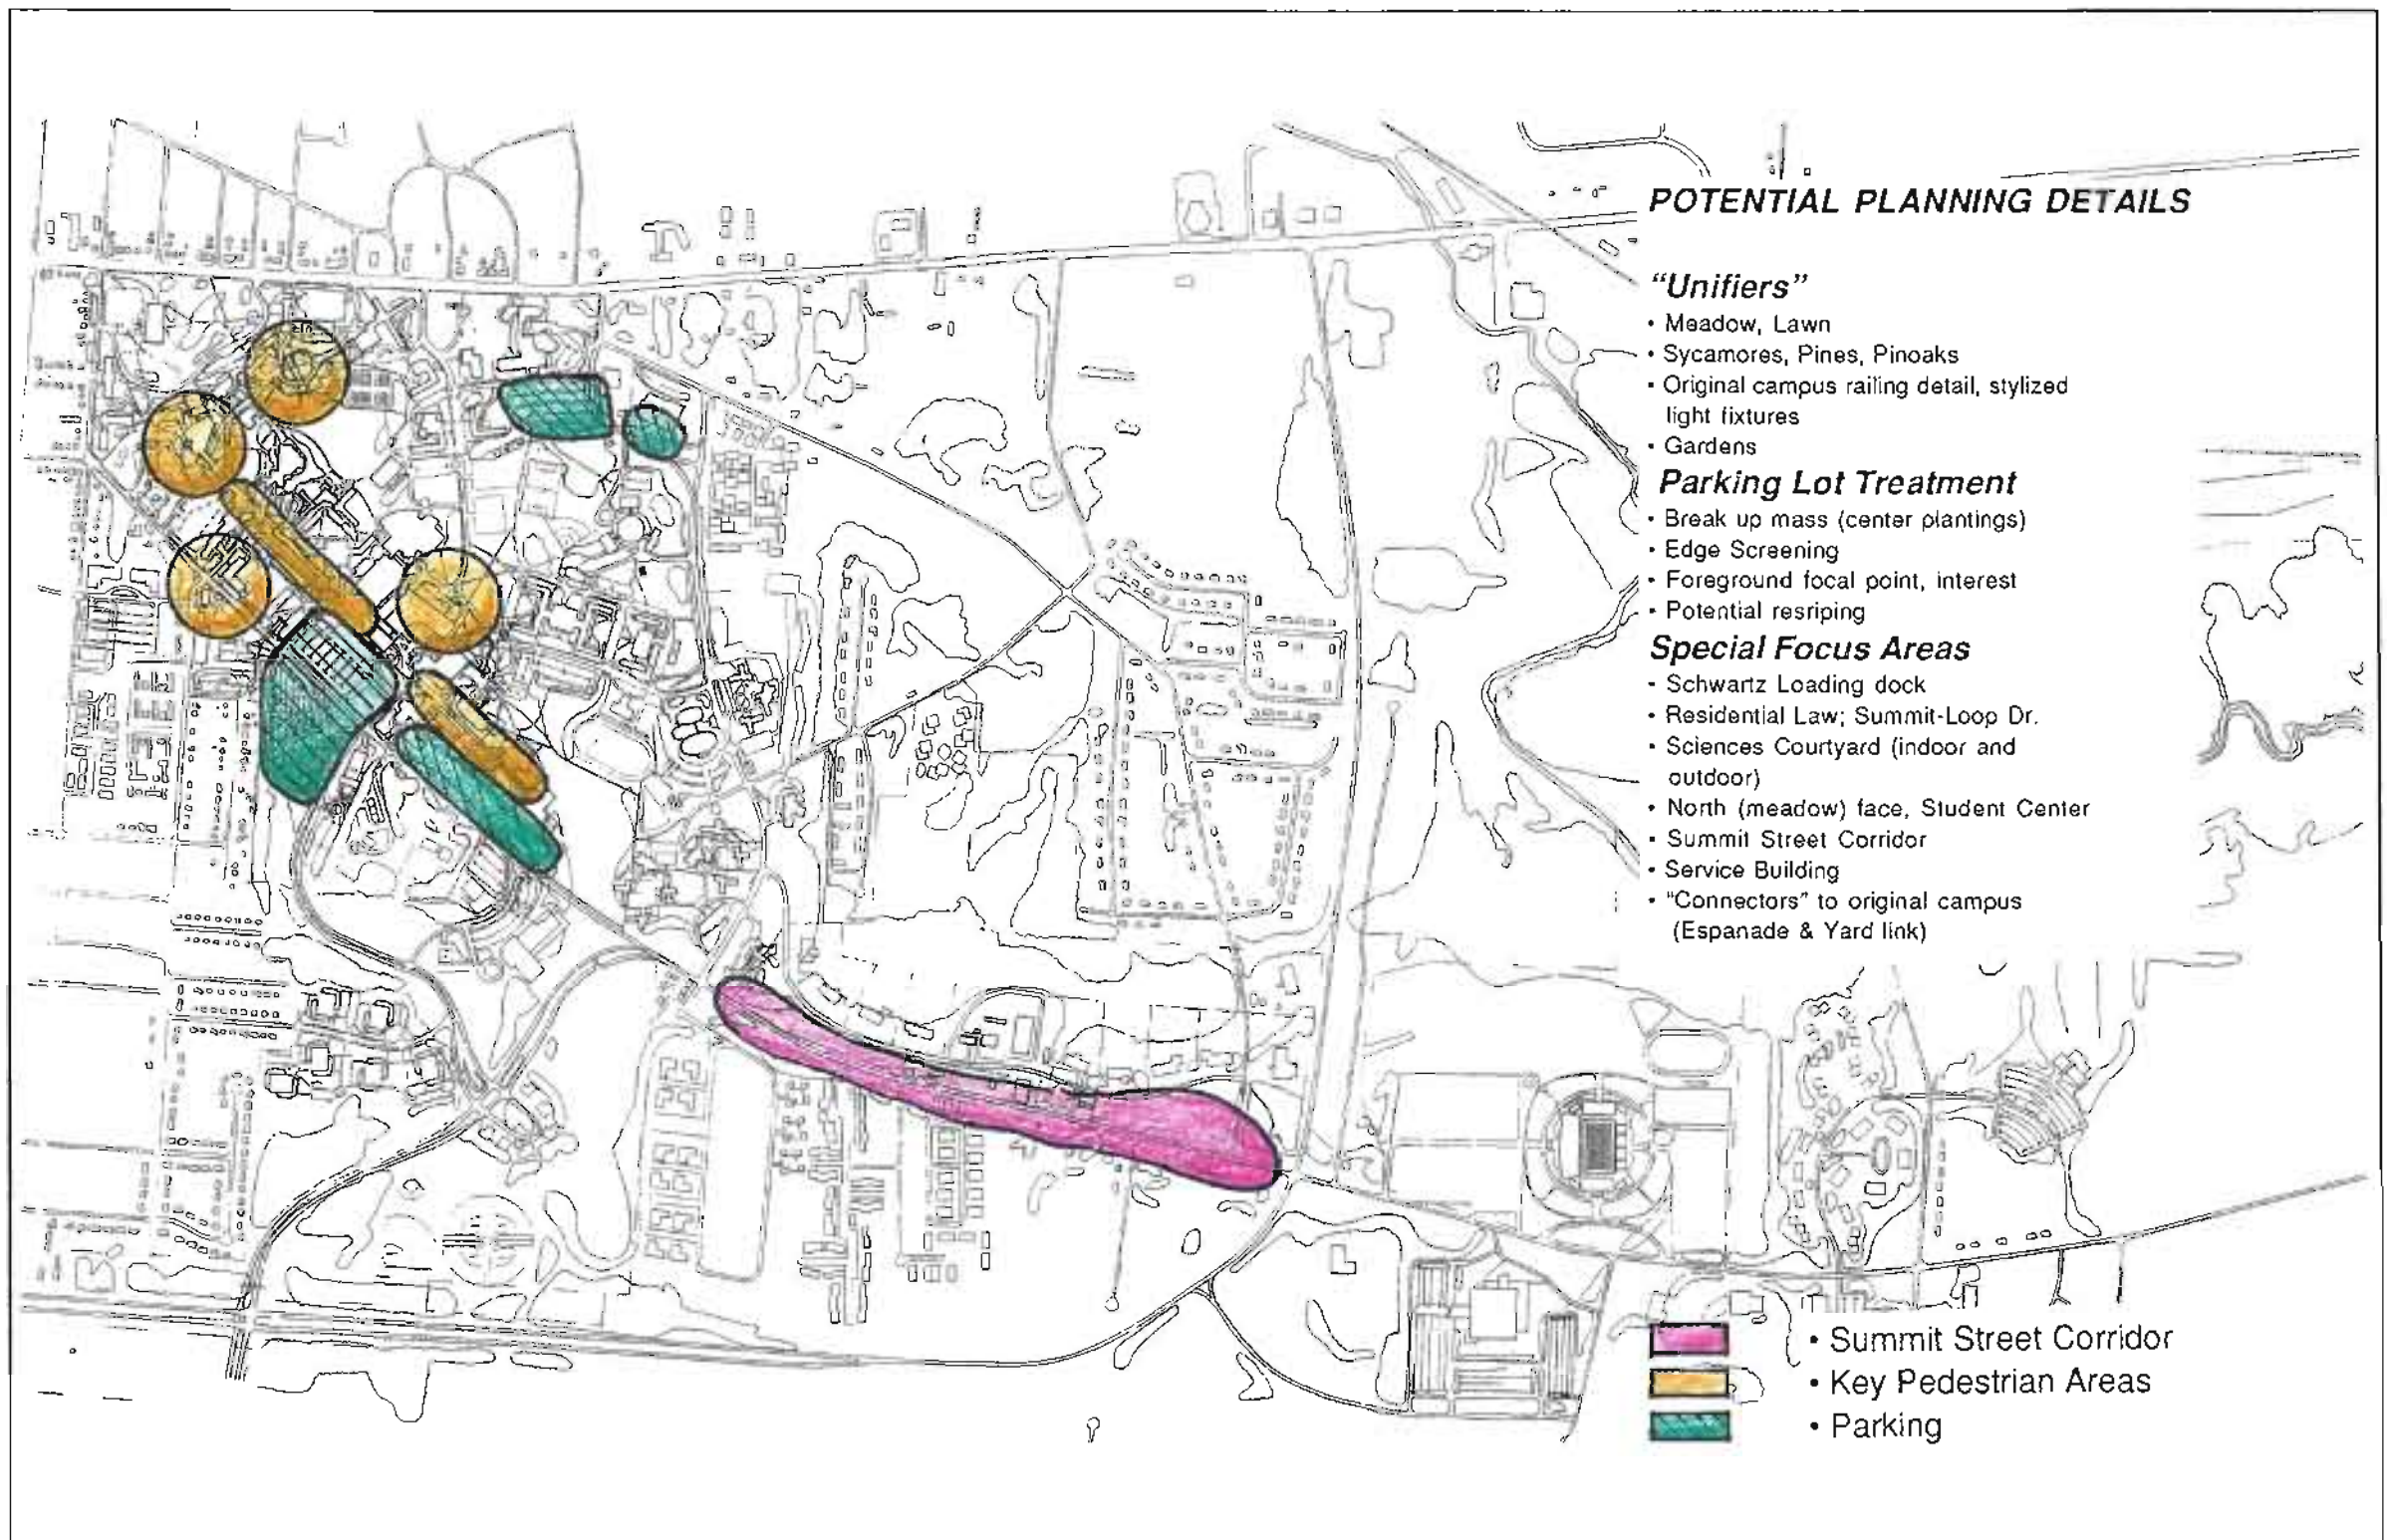 POTENTIAL PLANNING DETAILS
“Unifiers”
• Meadow, Lawn
• Sycamores, Pines, Pinoaks
• Original campus railing detail, stylized
light fixtures
• Gardens
Parking Lot Treatment
• Break up mass (center plantings)
• Edge Screening
• Foreground focal point, interest
• Potential resriping
Special Focus Areas
- Schwartz Loading dock
• Residential Law; Summit-Loop Dr.
• Sciences Courtyard (indoor and
outdoor)
• North (meadow) face, Student Center
• Summit Street Corridor
• Service Building
• “Connectors” to original campus
(Espanade & Yard link)
• Summit Street Corridor
• Key Pedestrian Areas
• Parking